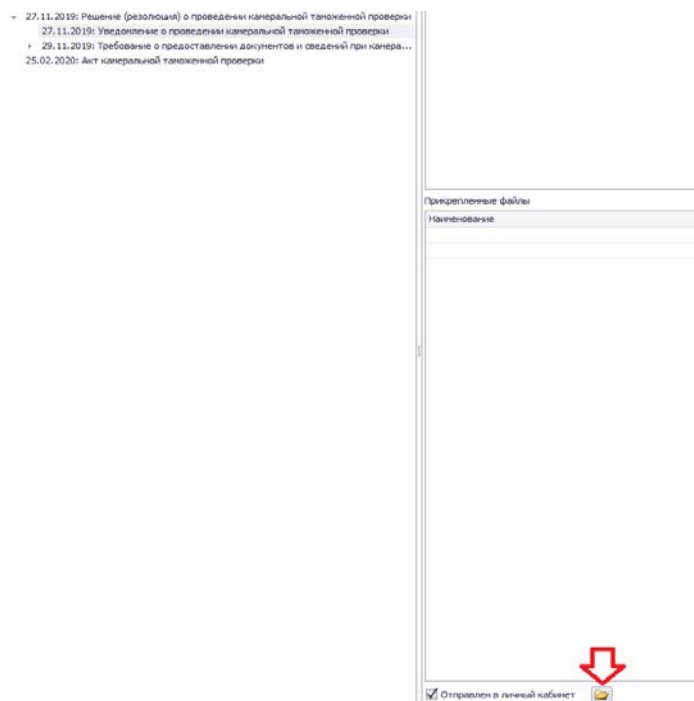 27.11.2019: Решение (резолюция) о проведении камеральной таможенной проверки
27.11.2019: Уведомление о проведении камеральной таможенной проверки
29.11.2019: Требование о предоставлении документов и сведений при камера...
25.02.2020: Акт камеральной таможенной проверки
Прикрепленные файлы
Наименование
Отправлен в личный кабинет